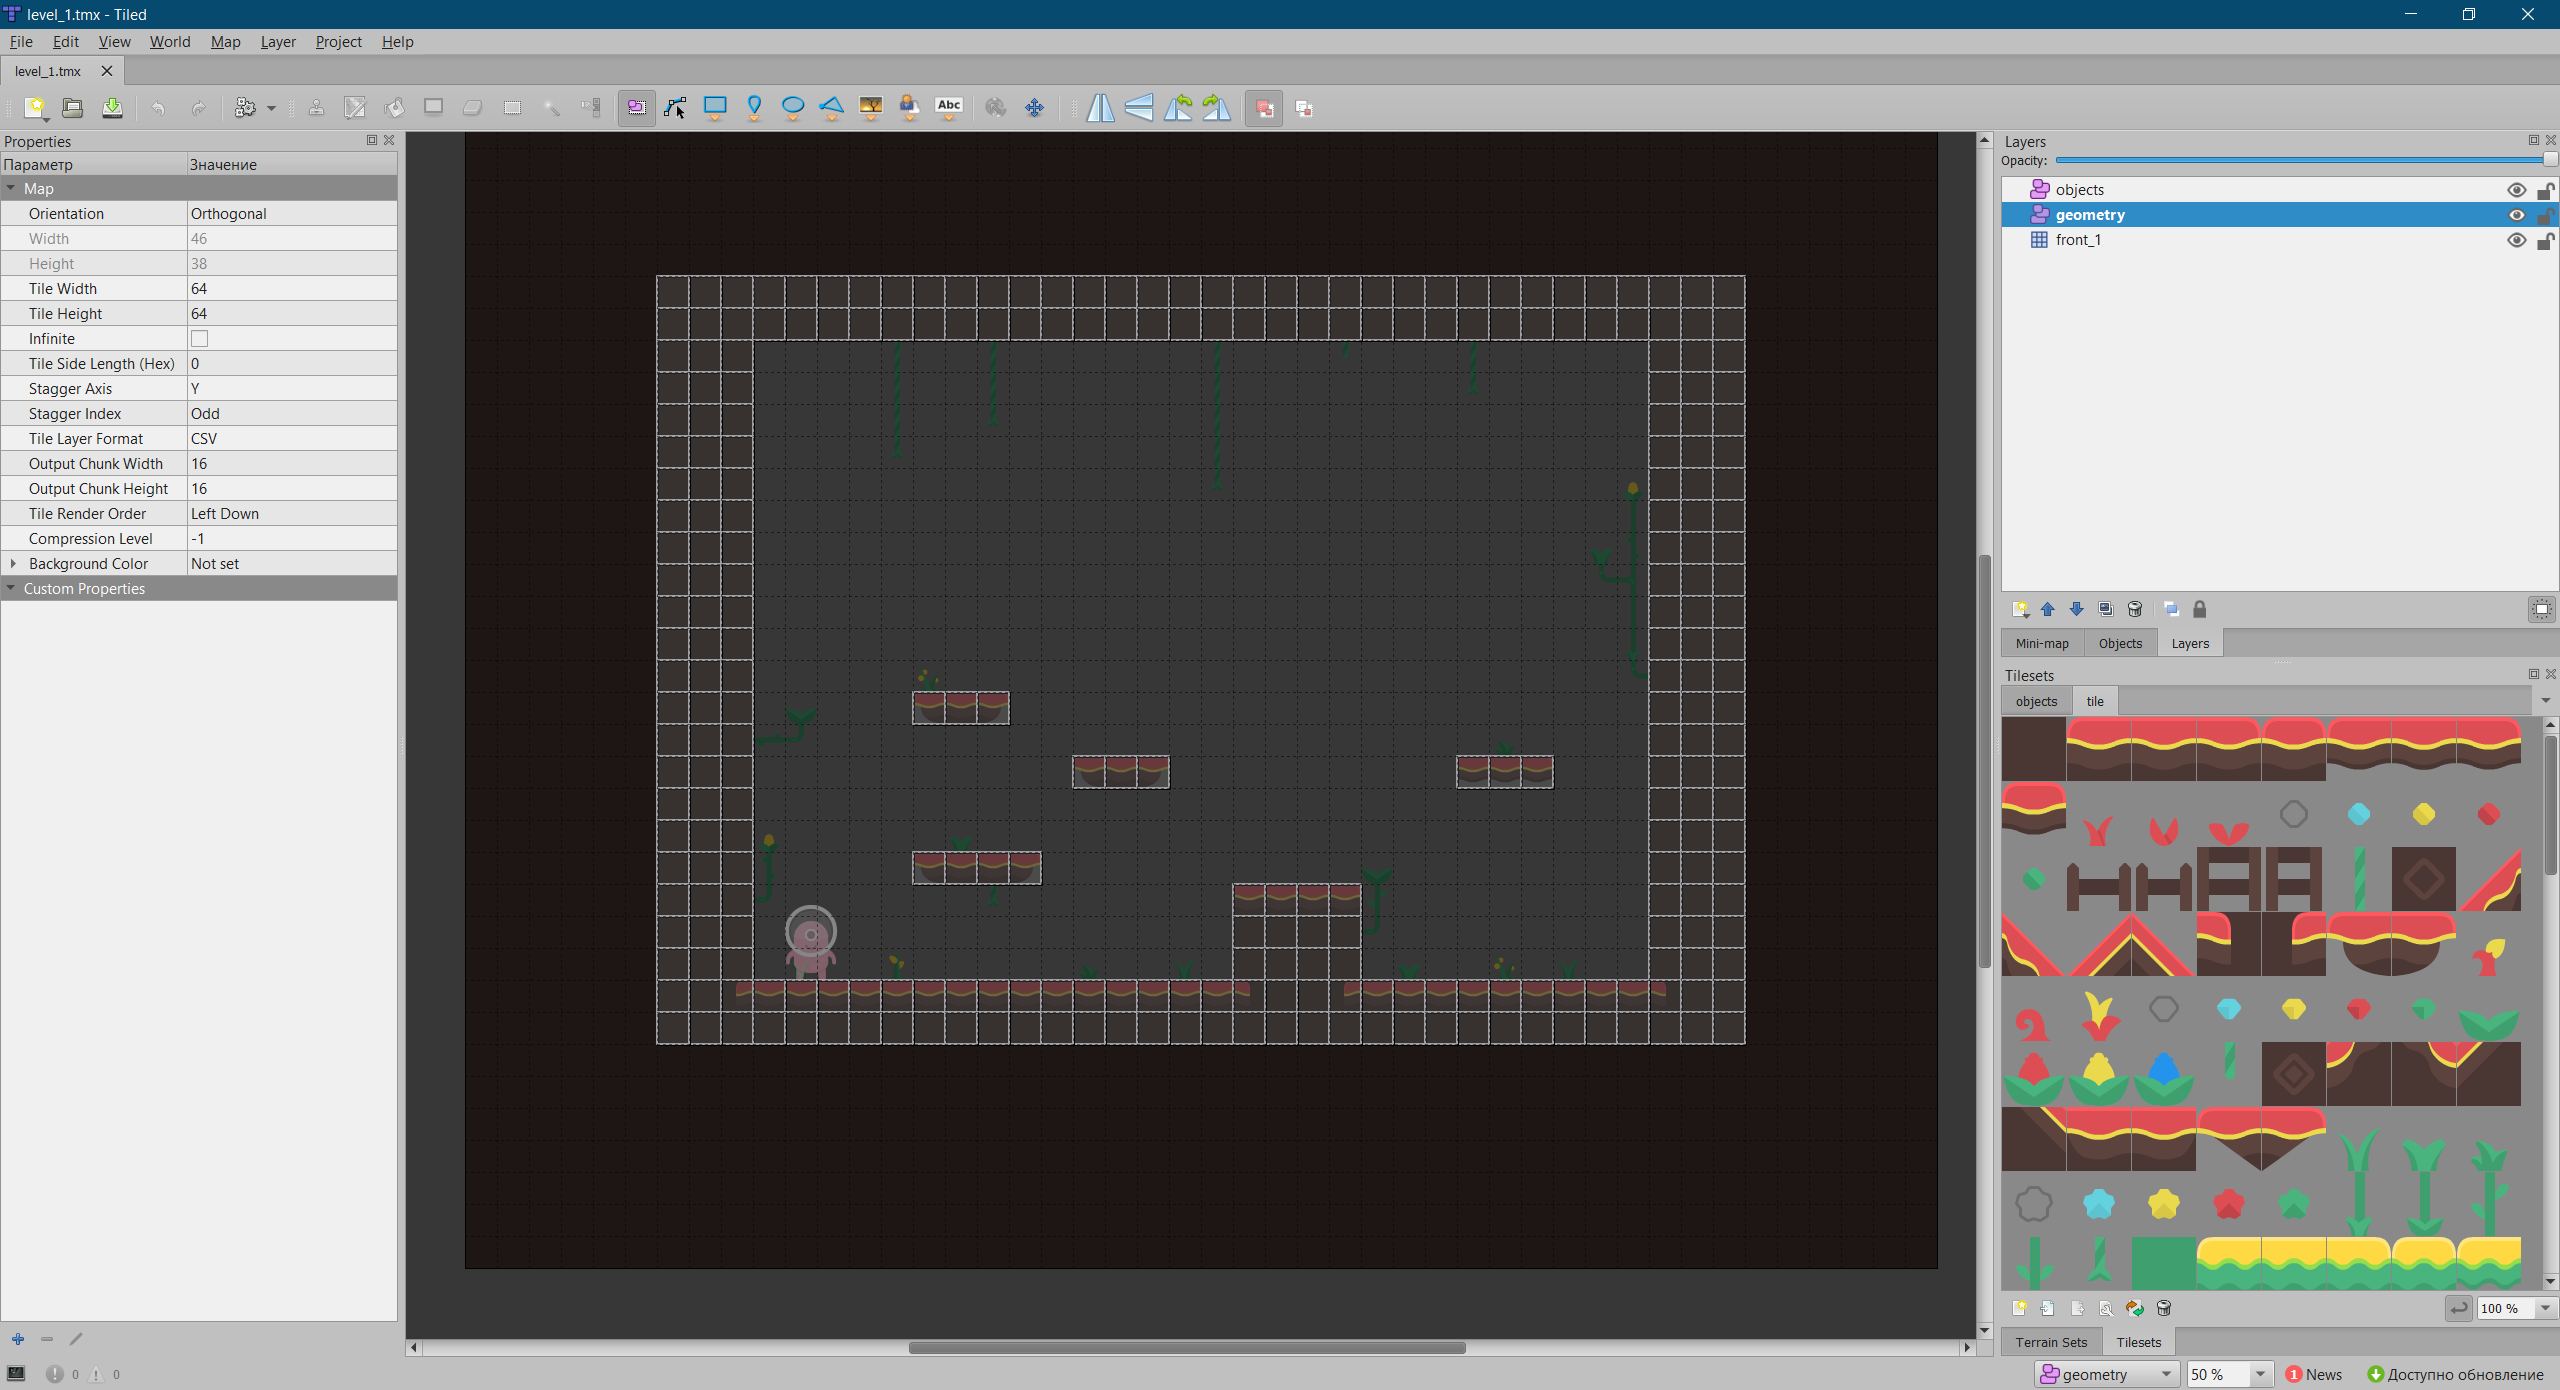 level_1.tmx - Tiled
File Edit View World Map Layer Project Help
level_1.tmx
Abc
Properties
Параметр Значение
Map
Orientation Orthogonal
Width 46
Height 38
Tile Width 64
Tile Height 64
Infinite
Tile Side Length (Hex) 0
Stagger Axis Y
Stagger Index Odd
Tile Layer Format CSV
Output Chunk Width 16
Output Chunk Height 16
Tile Render Order Left Down
Compression Level -1
Background Color Not set
Custom Properties
Layers
Opacity:
objects
geometry
front_1
Mini-map Objects Layers
Tilesets
objects tile
100 %
Terrain Sets Tilesets
0 0
geometry 50 % 1 News Доступно обновление